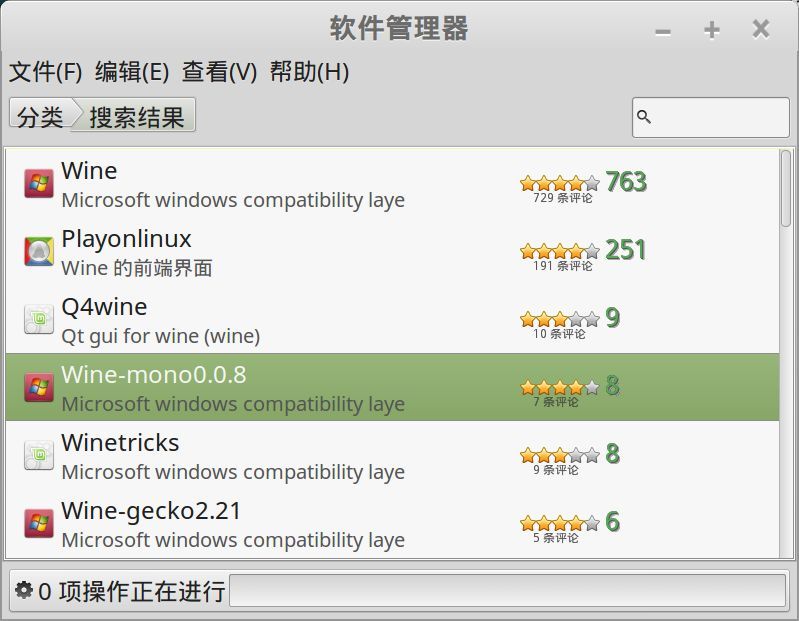 软件管理器
文件(F) 编辑(E) 查看(V) 帮助(H)
分类 搜索结果
Wine
Microsoft windows compatibility laye
763
729 条评论
Playonlinux
Wine 的前端界面
251
191 条评论
Q4wine
Qt gui for wine (wine)
9
10 条评论
Wine-mono0.0.8
Microsoft windows compatibility laye
8
7 条评论
Winetricks
Microsoft windows compatibility laye
8
9 条评论
Wine-gecko2.21
Microsoft windows compatibility laye
6
5 条评论
0 项操作正在进行